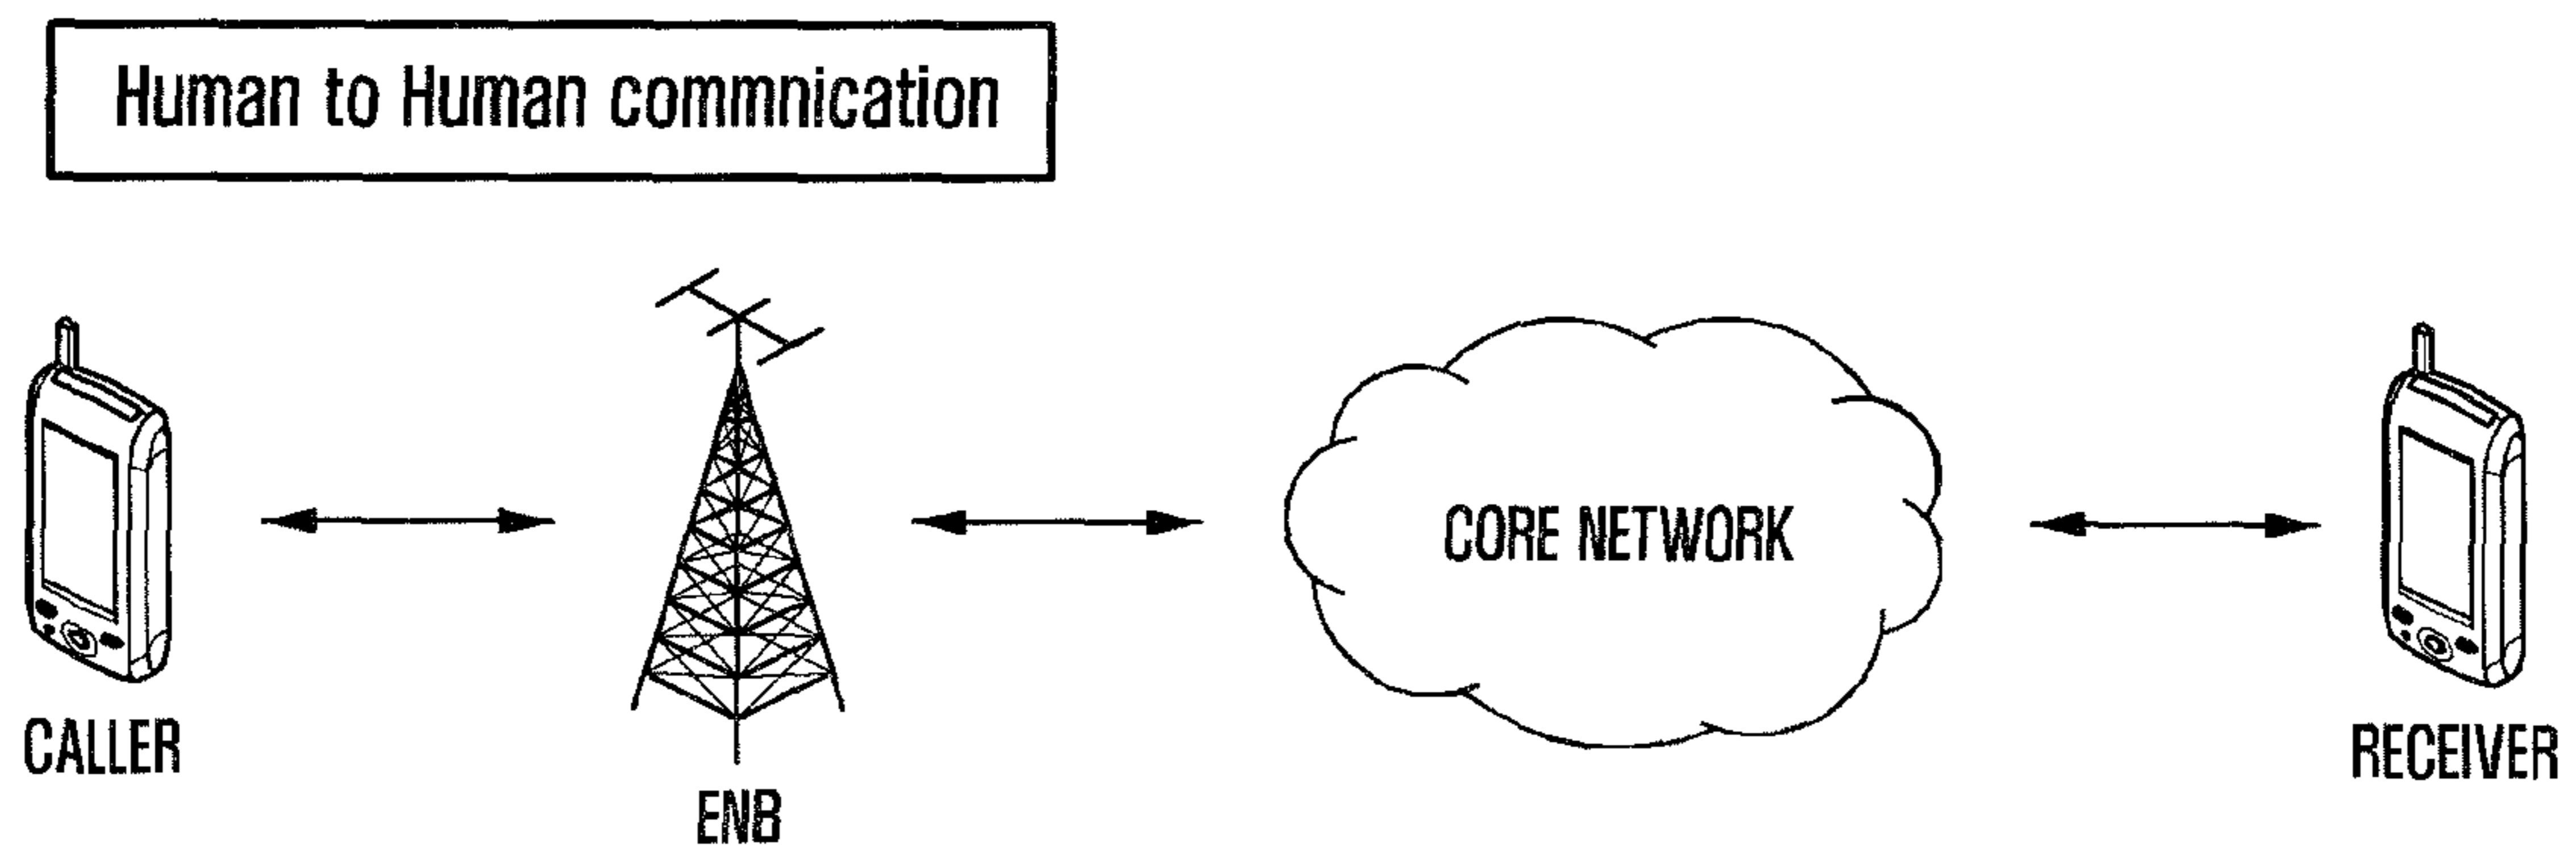 Human to Human commnication
CORE NETWORK
CALLER
RECEIVER
ENB